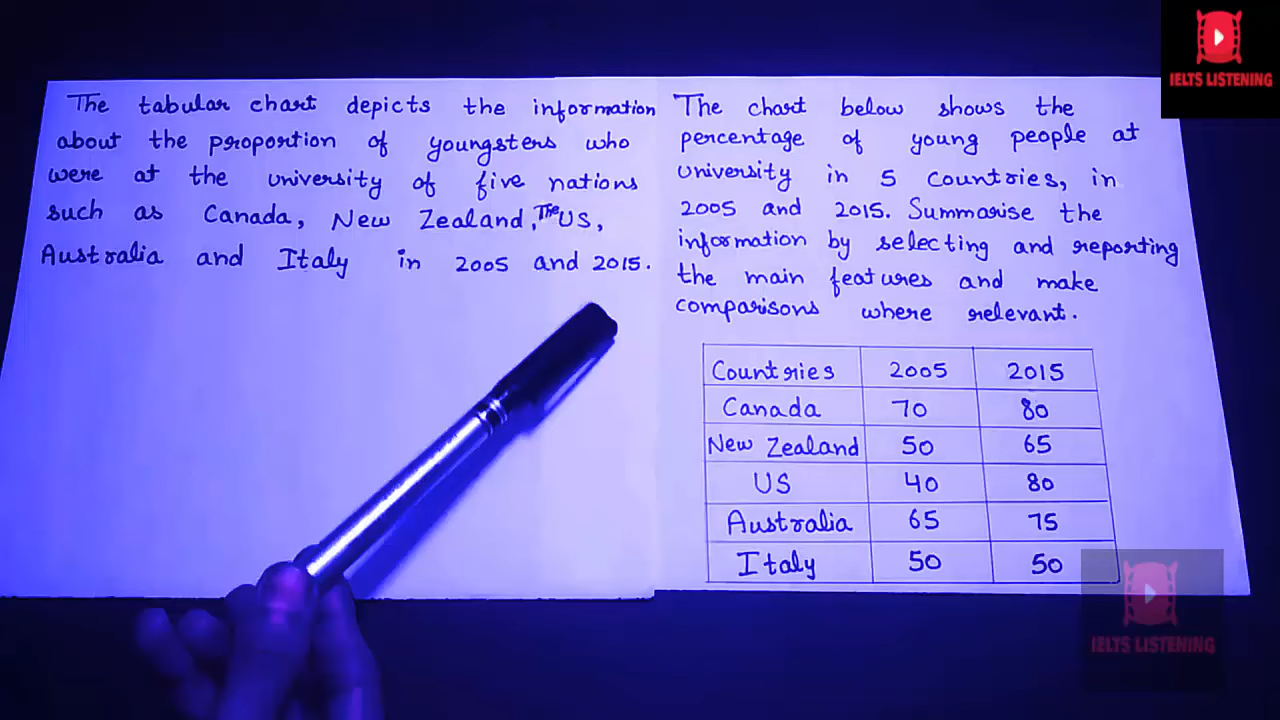 The tabular chart depicts the information
about the proportion of youngsters who
were at the university of five nations
such as Canada, New Zealand, The US,
Australia and Italy in 2005 and 2015.
The chart below shows the
percentage of young people at
university in 5 Countries, in
2005 and 2015. Summarise the
information by selecting and reporting
the main features and make
comparisons where relevant.
Countries 2005 2015
Canada 70 80
New Zealand 50 65
US 40 80
Australia 65 75
Italy 50 50
IELTS LISTENING
IELTS LISTENING